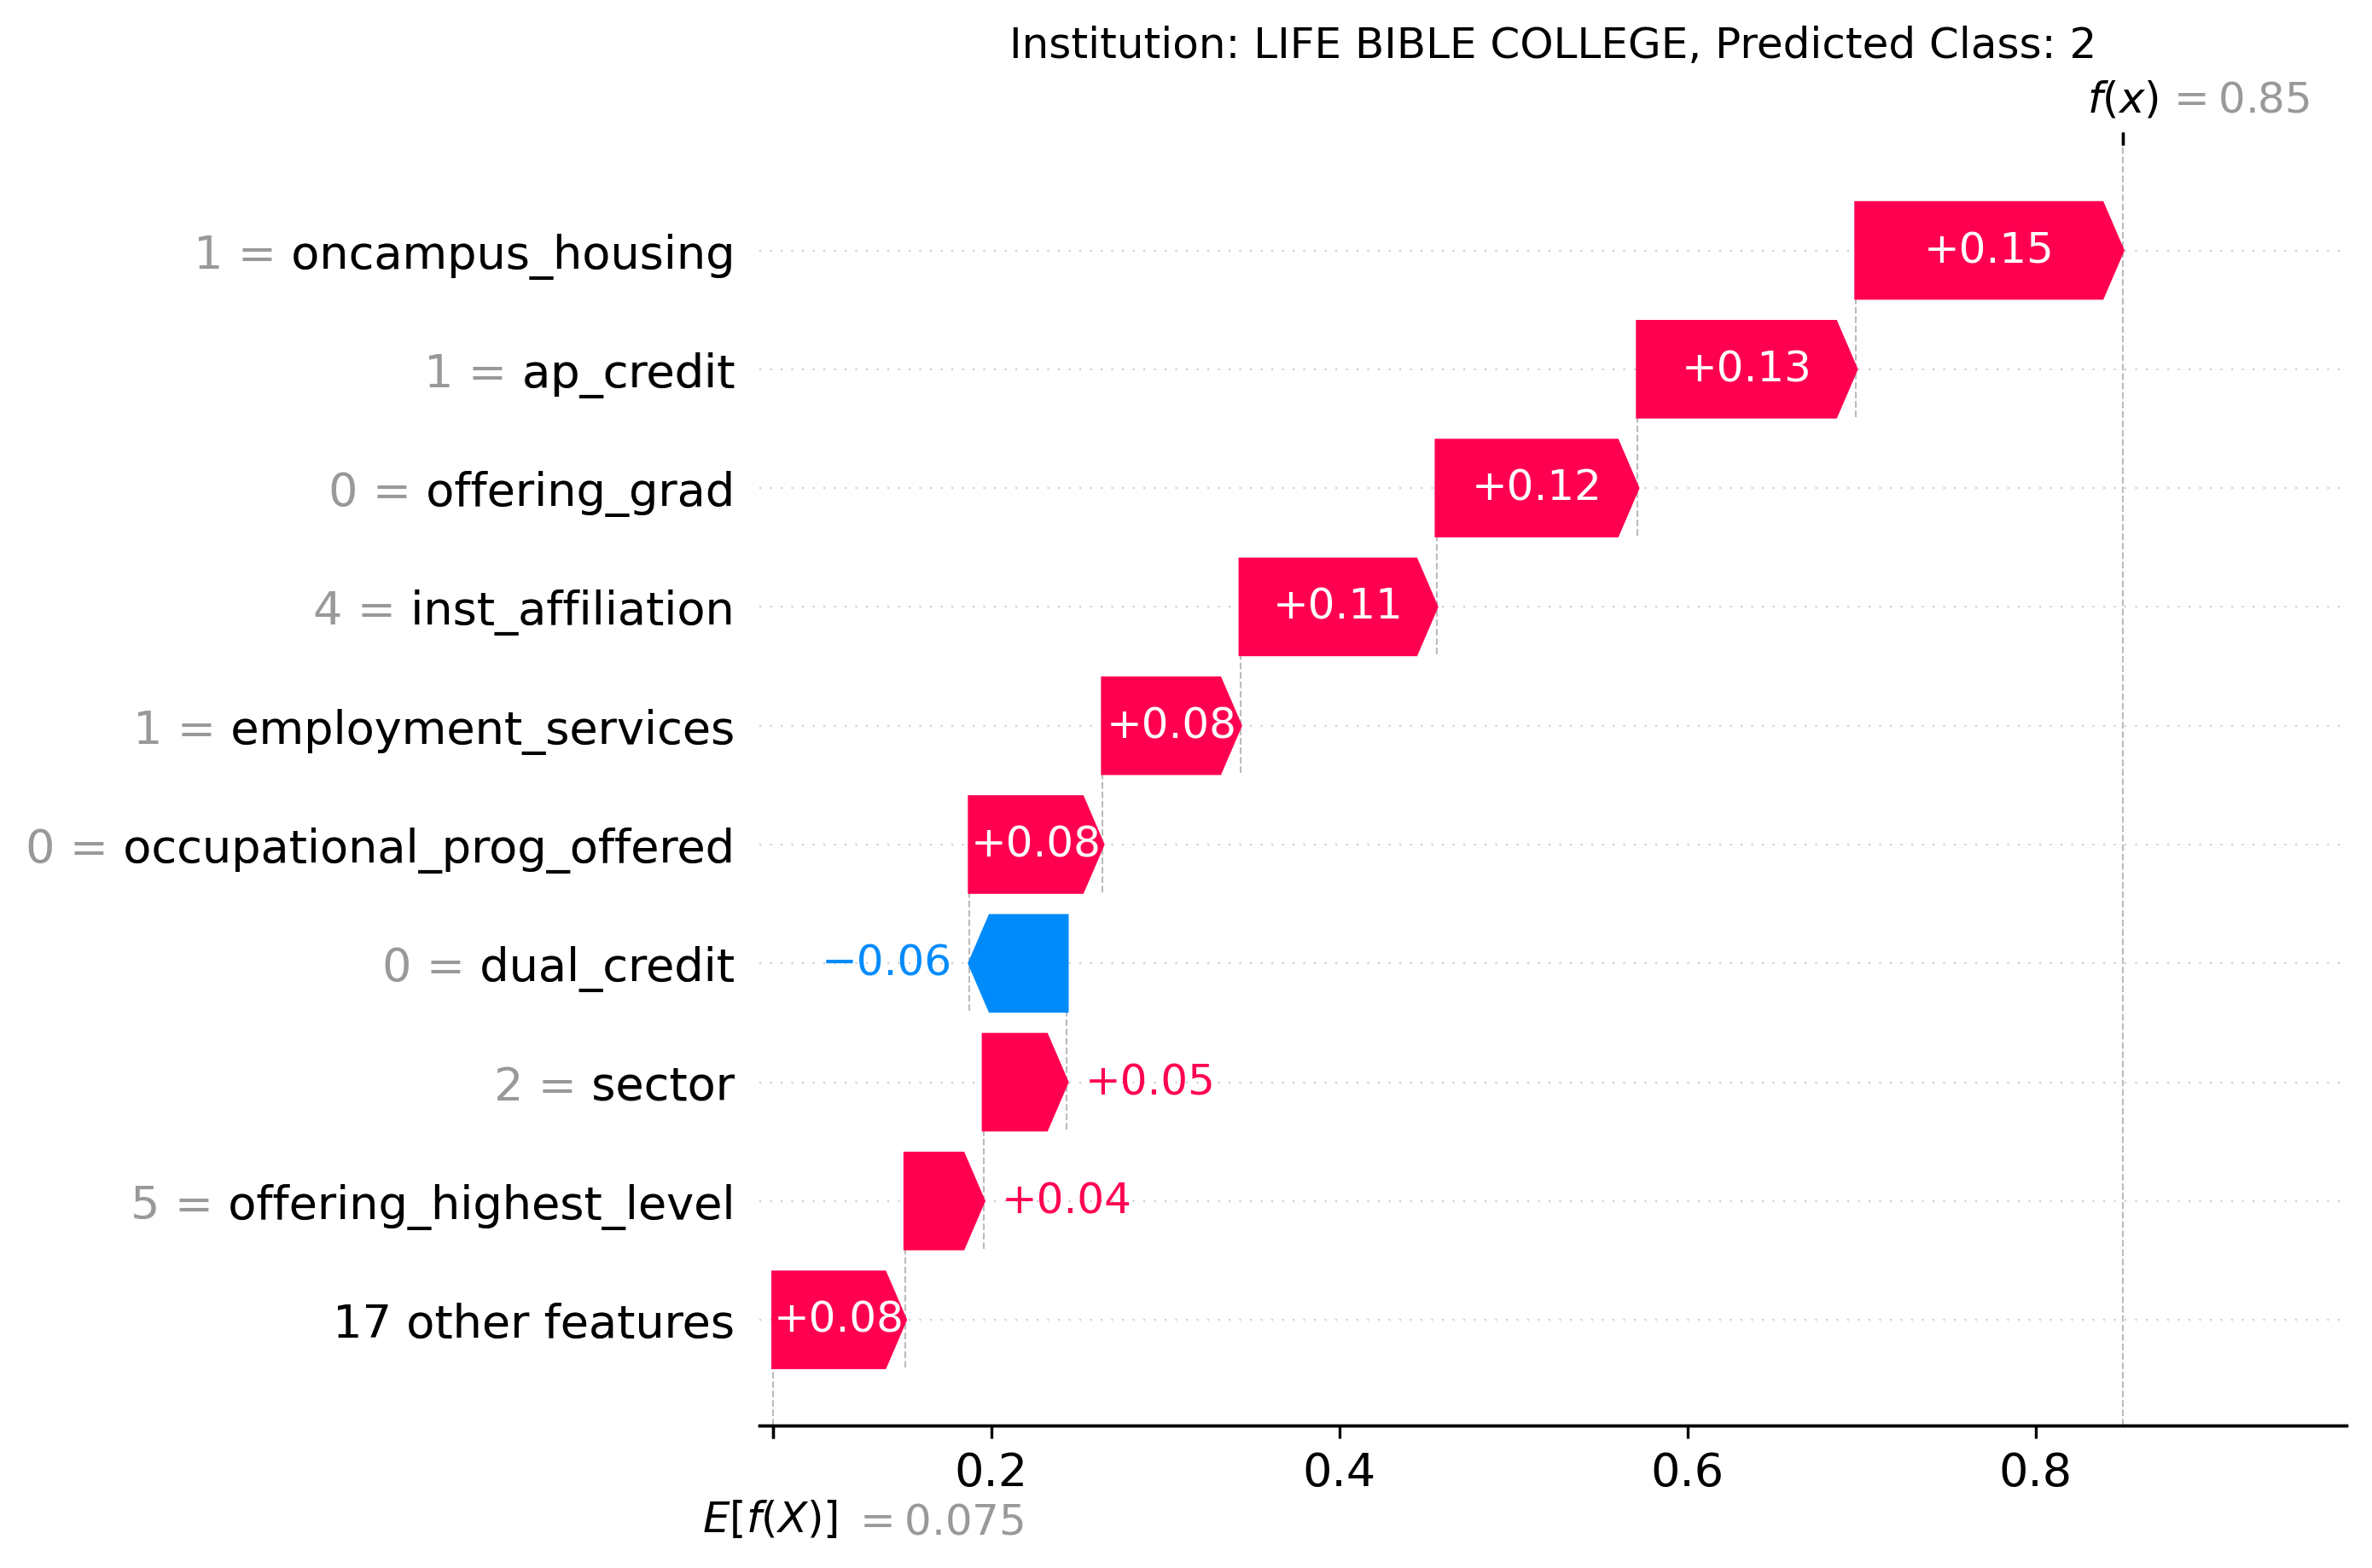 Institution: LIFE BIBLE COLLEGE, Predicted Class: 2
f(x) = 0.85
1 = oncampus_housing +0.15
1 = ap_credit +0.13
0 = offering_grad +0.12
4 = inst_affiliation +0.11
1 = employment_services +0.08
0 = occupational_prog_offered +0.08
0 = dual_credit −0.06
2 = sector +0.05
5 = offering_highest_level +0.04
17 other features +0.08
0.2 0.4 0.6 0.8
E[f(X)] = 0.075